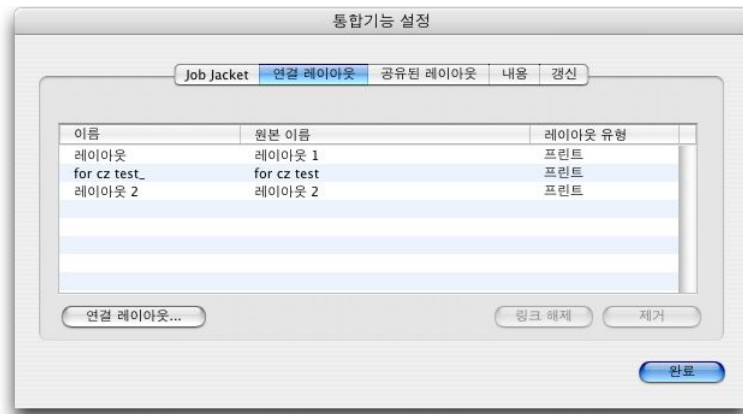 통합기능 설정
Job Jacket 연결 레이아웃 공유된 레이아웃 내용 갱신
이름 원본 이름 레이아웃 유형
레이아웃 레이아웃 1 프린트
for cz test_ for cz test 프린트
레이아웃 2 레이아웃 2 프린트
연결 레이아웃... 링크 해제 제거
완료